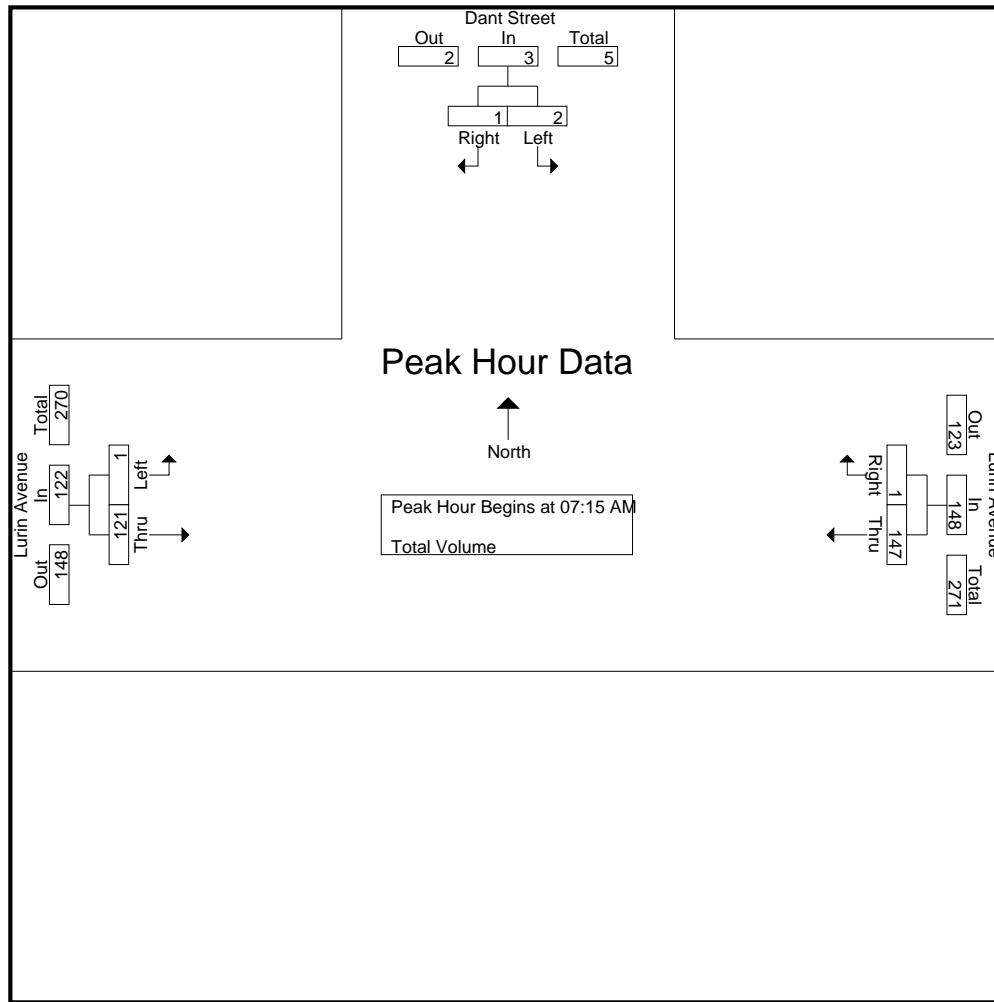 Dant Street
Out In Total
2 3 5
1 2
Right Left
Peak Hour Data
North
Peak Hour Begins at 07:15 AM
Total Volume
Lurin Avenue
Total In Out
270 122 148
1 121
Left Thru
Lurin Avenue
Out In Total
123 148 271
1 147
Right Thru